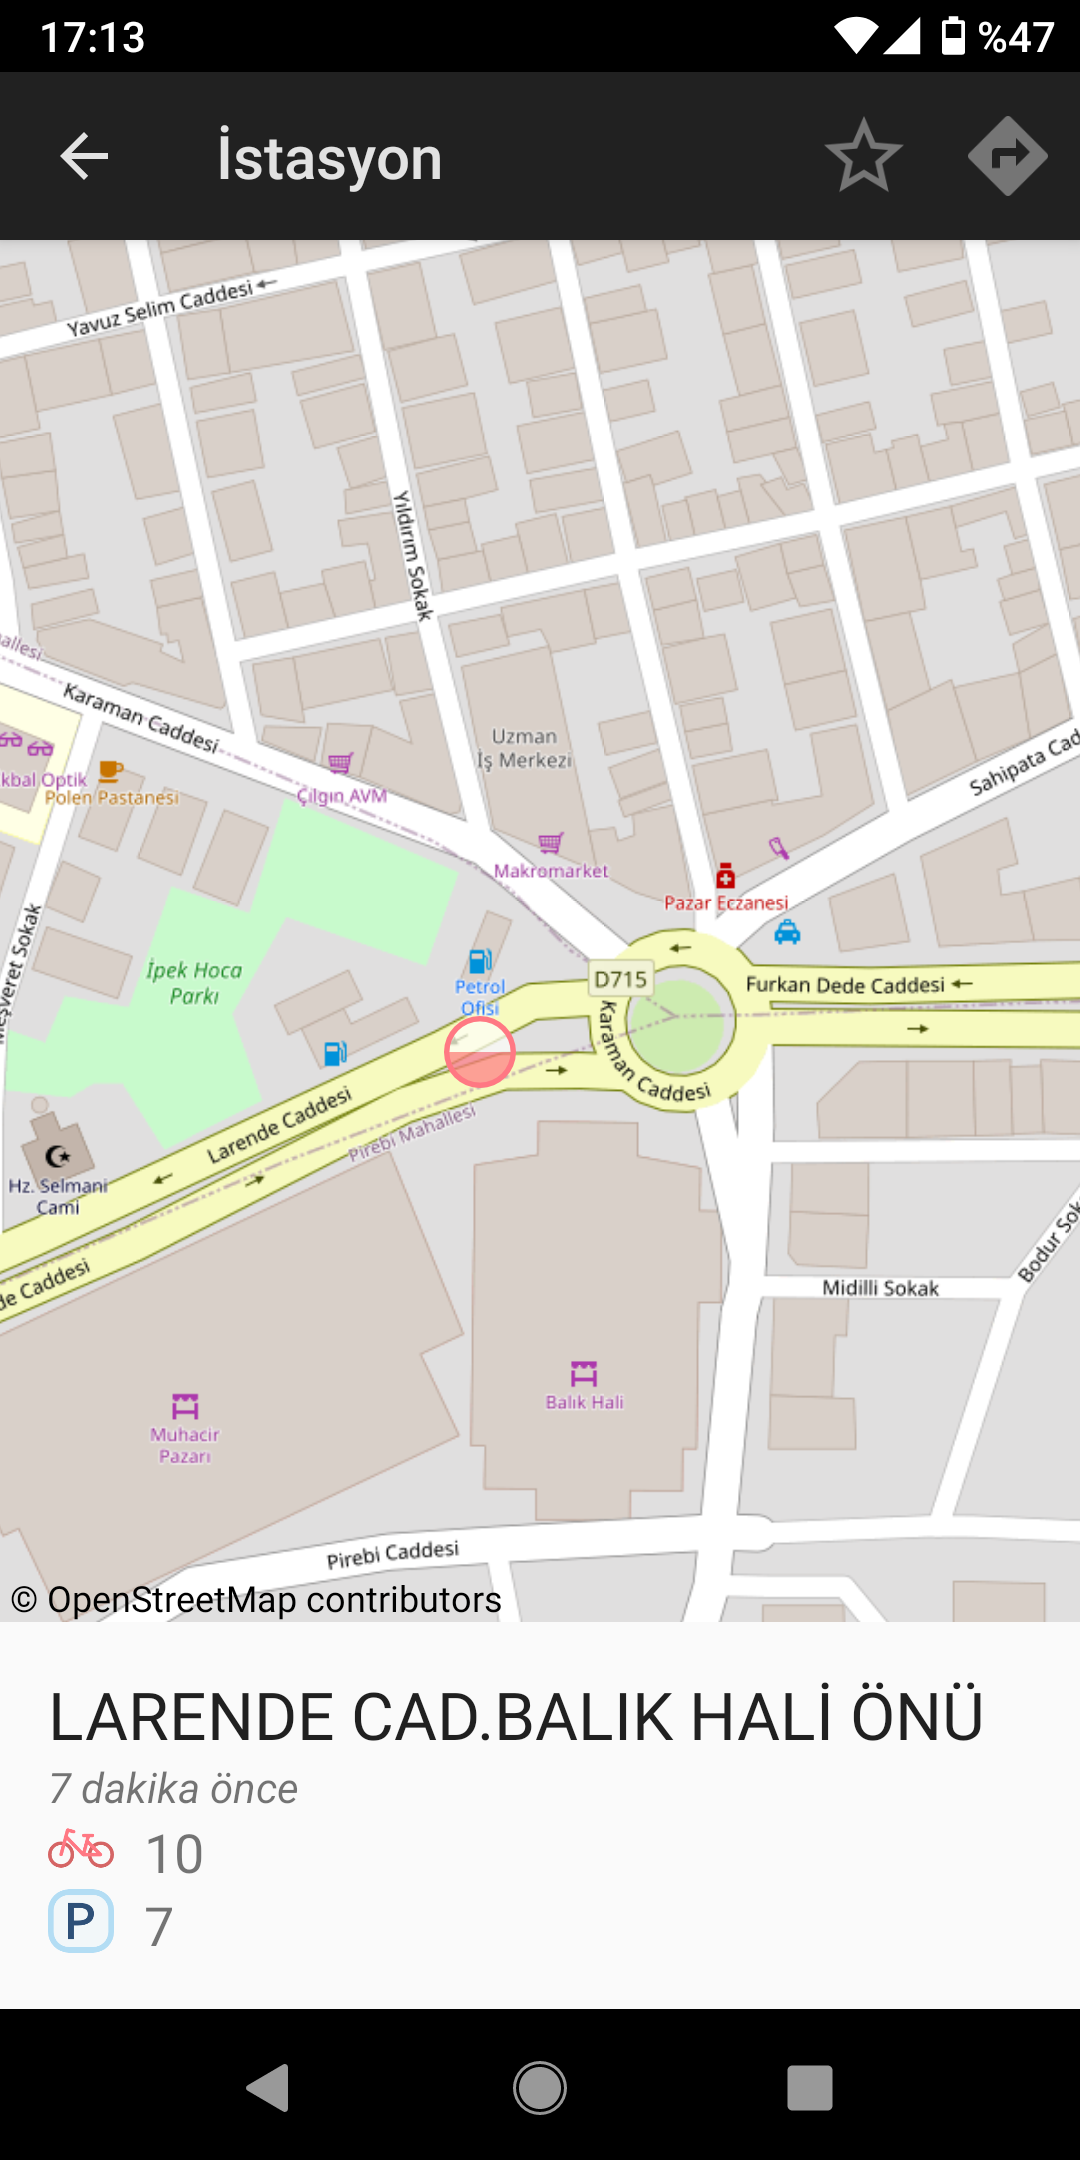 17:13
%47
İstasyon
Yavuz Selim Caddesi
Yıldırım Sokak
allesi
Karaman Caddesi
Uzman
İş Merkezi
Sahipata Cad
kbal Optik
Polen Pastanesi
Çılgın AVM
Makromarket
Pazar Eczanesi
Meşveret Sokak
İpek Hoca
Parkı
Petrol
Ofisi
D715
Furkan Dede Caddesi
Karaman Caddesi
Larende Caddesi
Pirebi Mahallesi
Hz. Selmani
Cami
de Caddesi
Bodur Sok
Midilli Sokak
Balık Hali
Muhacir
Pazarı
Pirebi Caddesi
© OpenStreetMap contributors
LARENDE CAD.BALIK HALİ ÖNÜ
7 dakika önce
10
P 7